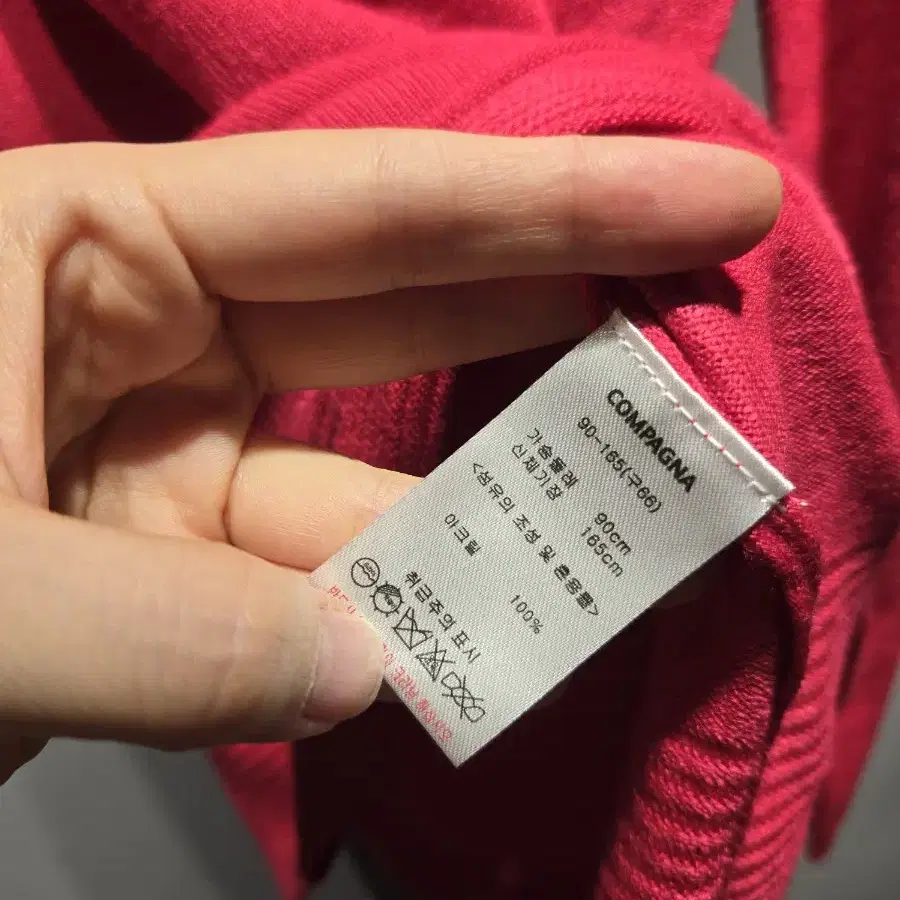 COMPAGNA
90-165(구66)
가슴둘레 90cm
신체기장 165cm
<섬유의 조성 및 혼용률>
아크릴 100%
취급주의 표시